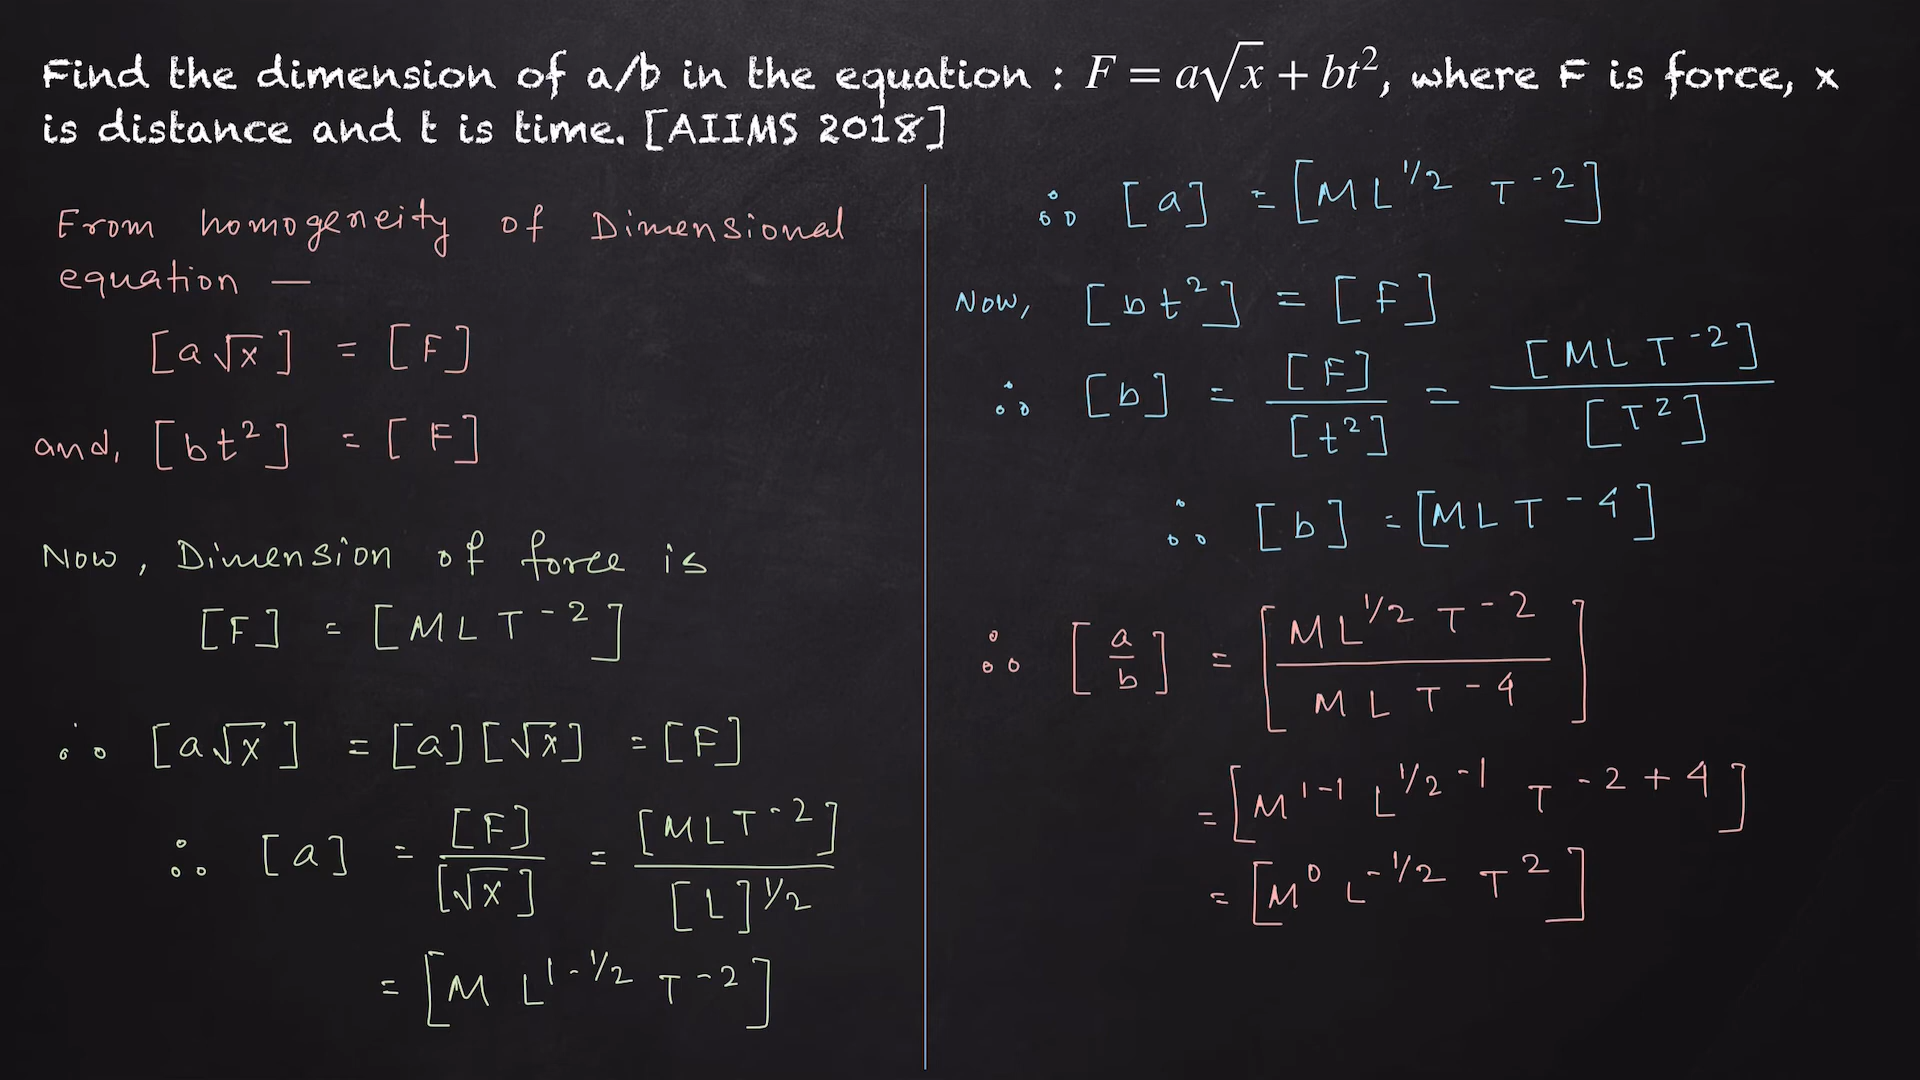 Find the dimension of a/b in the equation : F = a√x + bt², where F is force, x
is distance and t is time. [AIIMS 2018]
From homogeneity of Dimensional
equation —
[a√x] = [F]
and, [bt²] = [F]
Now, Dimension of force is
[F] = [MLT⁻²]
∴ [a√x] = [a][√x] = [F]
∴ [a] = [F]/[√x] = [MLT⁻²]/[L]^1/2
= [M L^1-1/2 T⁻²]
∴ [a] = [ML^1/2 T⁻²]
Now, [bt²] = [F]
∴ [b] = [F]/[t²] = [MLT⁻²]/[T²]
∴ [b] = [MLT⁻⁴]
∴ [a/b] = [ML^1/2 T⁻²/MLT⁻⁴]
= [M^1-1 L^1/2-1 T^-2+4]
= [M⁰ L^-1/2 T²]